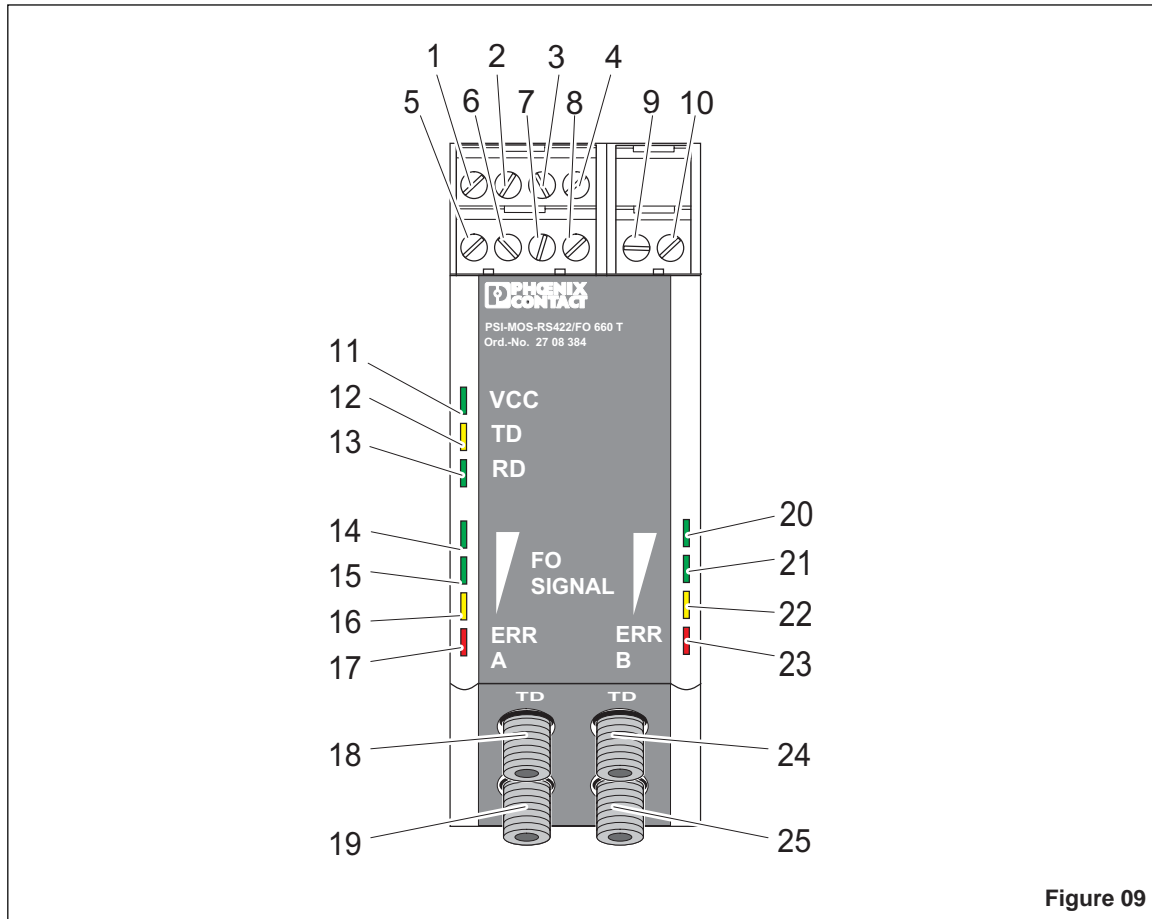 1 2 3 4
5 6 7 8 9 10
PHŒNIX
CONTACT
PSI-MOS-RS422/FO 660 T
Ord.-No. 27 08 384
11
VCC
12
TD
13
RD
14
20
FO
SIGNAL
15
21
16
22
ERR
A
ERR
B
17
23
TD TD
18
24
19
25
Figure 09